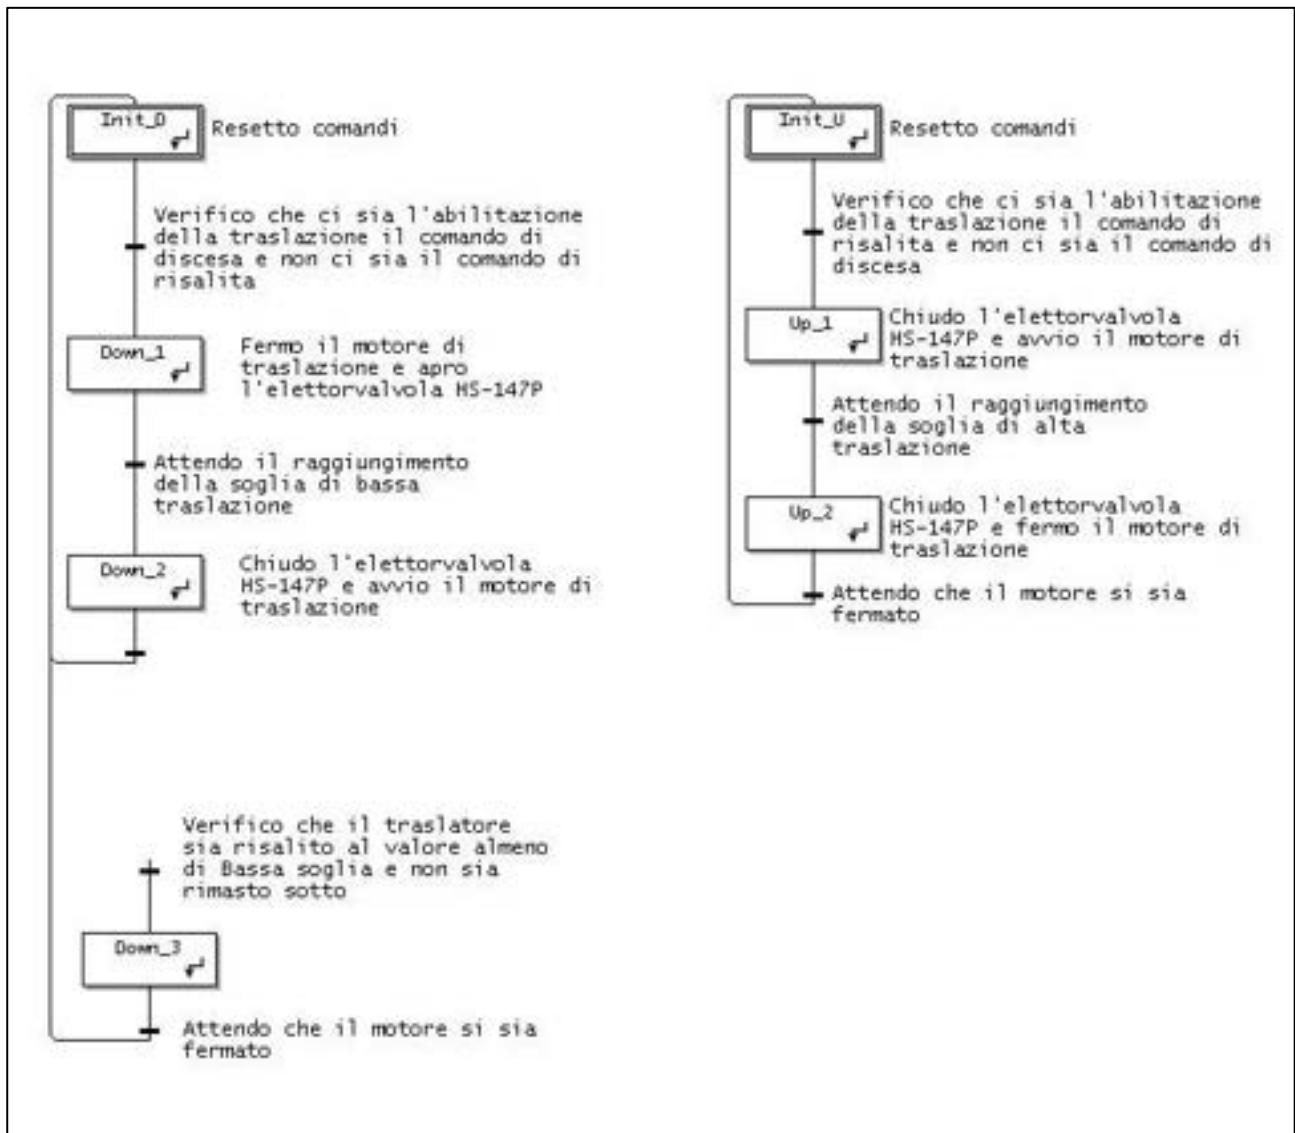 Init_D
Resetto comandi
Verifico che ci sia l'abilitazione
della traslazione il comando di
discesa e non ci sia il comando di
risalita
Down_1
Fermo il motore di
traslazione e apro
l'elettorvalvola HS-147P
Attendo il raggiungimento
della soglia di bassa
traslazione
Down_2
Chiudo l'elettorvalvola
HS-147P e avvio il motore di
traslazione
Verifico che il traslatore
sia risalito al valore almeno
di Bassa soglia e non sia
rimasto sotto
Down_3
Attendo che il motore si sia
fermato
Init_U
Resetto comandi
Verifico che ci sia l'abilitazione
della traslazione il comando di
risalita e non ci sia il comando di
discesa
Up_1
Chiudo l'elettorvalvola
HS-147P e avvio il motore di
traslazione
Attendo il raggiungimento
della soglia di alta
traslazione
Up_2
Chiudo l'elettorvalvola
HS-147P e fermo il motore di
traslazione
Attendo che il motore si sia
fermato